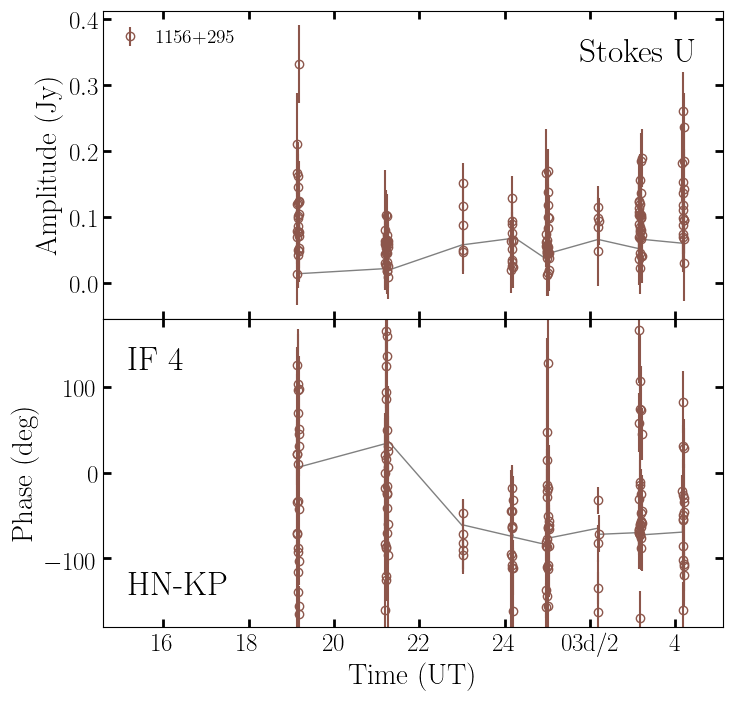 0.4
1156+295
Stokes U
0.3
0.2
0.1
0.0
Amplitude (Jy)
IF 4
100
0
−100
Phase (deg)
HN-KP
16 18 20 22 24 03d/2 4
Time (UT)